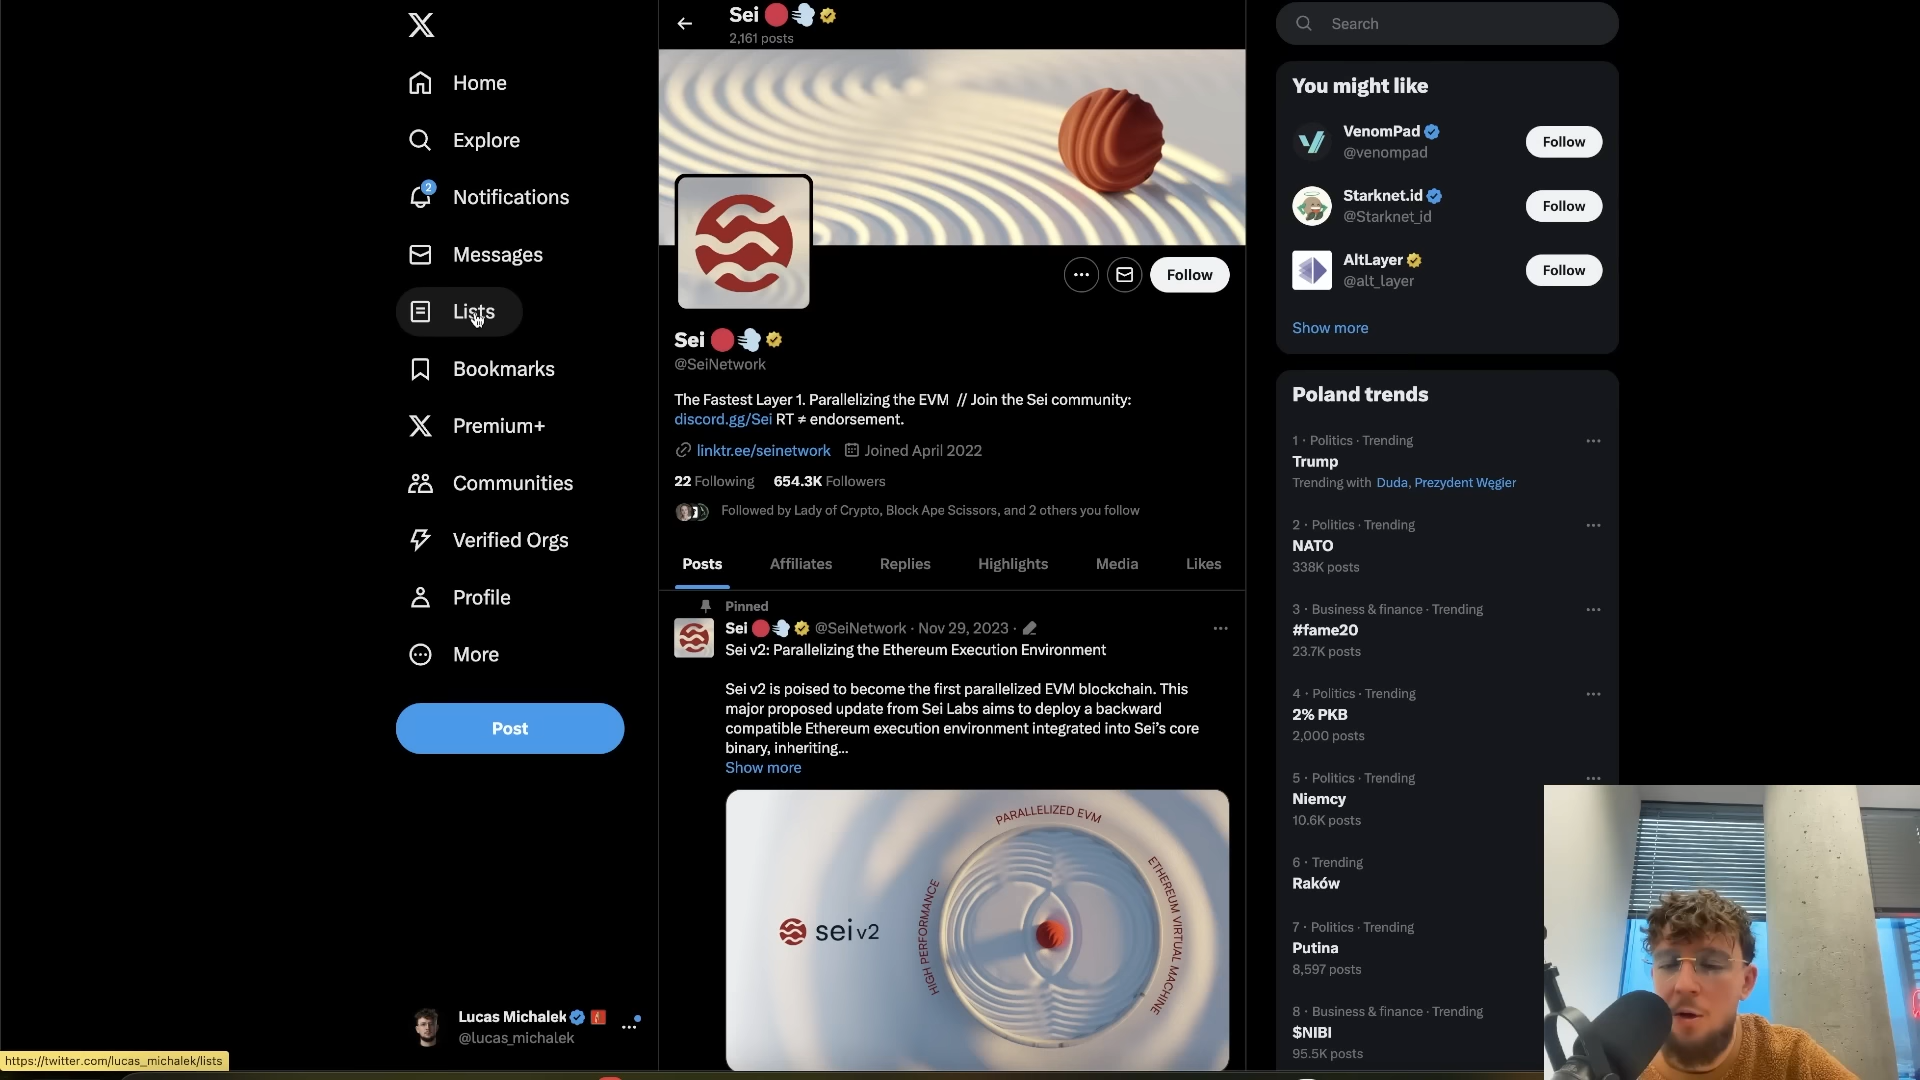 Home
Explore
2
Notifications
Messages
Lists
Bookmarks
Premium+
Communities
Verified Orgs
Profile
More
Post
Lucas Michalek
@lucas_michalek
https://twitter.com/lucas_michalek/lists
Sei
2,161 posts
Follow
Sei
@SeiNetwork
The Fastest Layer 1. Parallelizing the EVM // Join the Sei community:
discord.gg/Sei RT ≠ endorsement.
linktr.ee/seinetwork Joined April 2022
22 Following 654.3K Followers
Followed by Lady of Crypto, Block Ape Scissors, and 2 others you follow
Posts Affiliates Replies Highlights Media Likes
Pinned
Sei @SeiNetwork · Nov 29, 2023 ·
Sei v2: Parallelizing the Ethereum Execution Environment
Sei v2 is poised to become the first parallelized EVM blockchain. This
major proposed update from Sei Labs aims to deploy a backward
compatible Ethereum execution environment integrated into Sei’s core
binary, inheriting...
Show more
PARALLELIZED EVM
HIGH PERFORMANCE
ETHEREUM VIRTUAL MACHINE
sei v2
Search
You might like
VenomPad
@venompad
Follow
Starknet.id
@Starknet_id
Follow
AltLayer
@alt_layer
Follow
Show more
Poland trends
1 · Politics · Trending
Trump
Trending with Duda, Prezydent Węgier
2 · Politics · Trending
NATO
338K posts
3 · Business & finance · Trending
#fame20
23.7K posts
4 · Politics · Trending
2% PKB
2,000 posts
5 · Politics · Trending
Niemcy
10.6K posts
6 · Trending
Raków
7 · Politics · Trending
Putina
8,597 posts
8 · Business & finance · Trending
$NIBI
95.5K posts